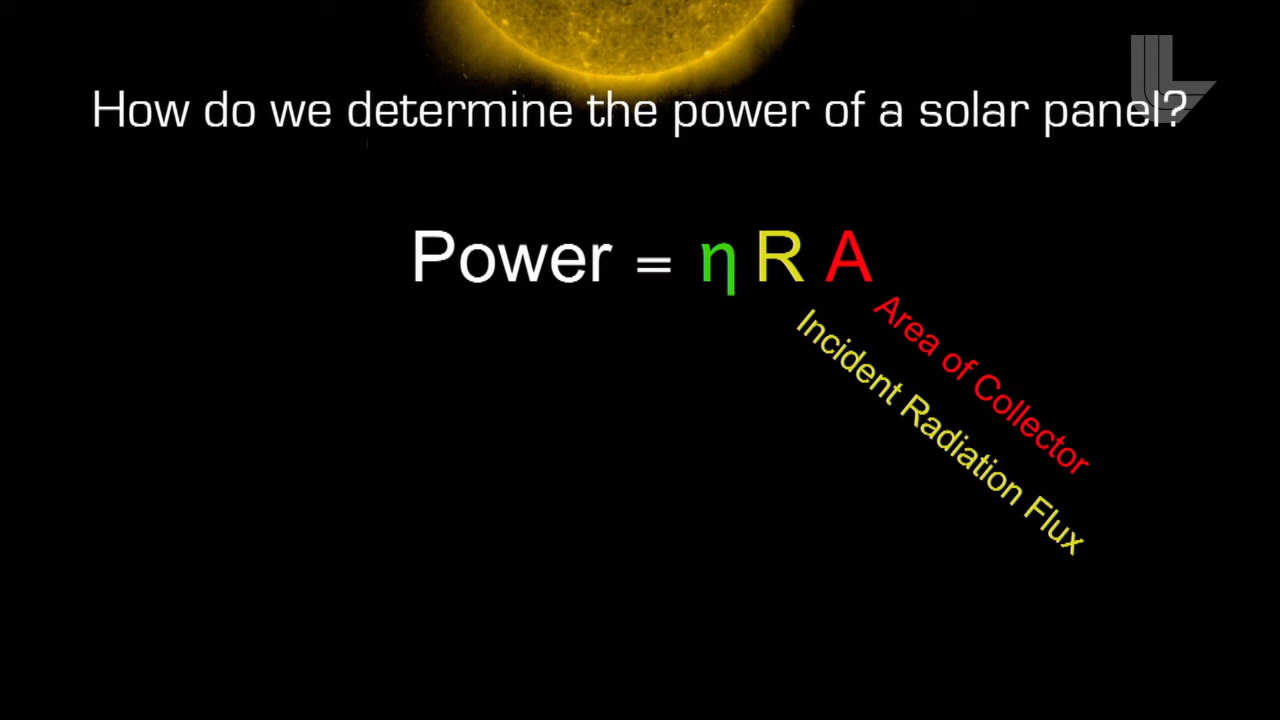 How do we determine the power of a solar panel?
Power = η R A
Area of Collector
Incident Radiation Flux